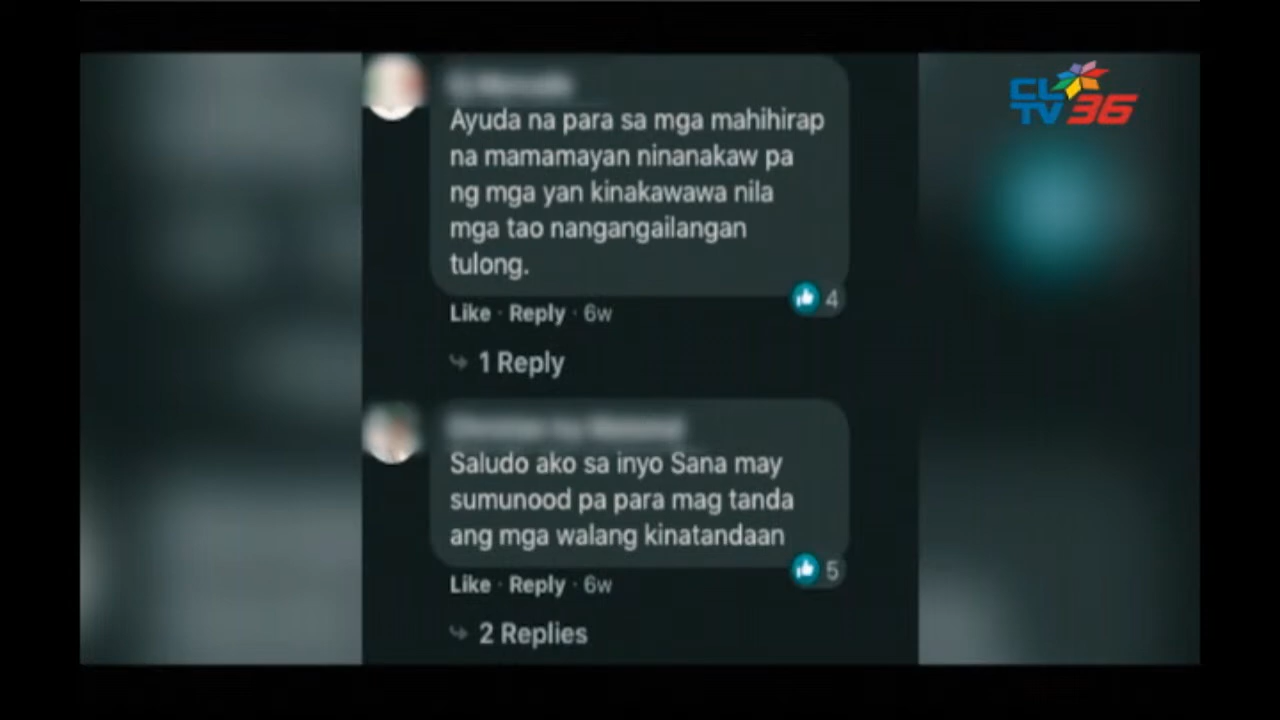 CL
TV36
Ayuda na para sa mga mahihirap
na mamamayan ninanakaw pa
ng mga yan kinakawawa nila
mga tao nangangailangan
tulong.
4
Like · Reply · 6w
1 Reply
Saludo ako sa inyo Sana may
sumunood pa para mag tanda
ang mga walang kinatandaan
5
Like · Reply · 6w
2 Replies